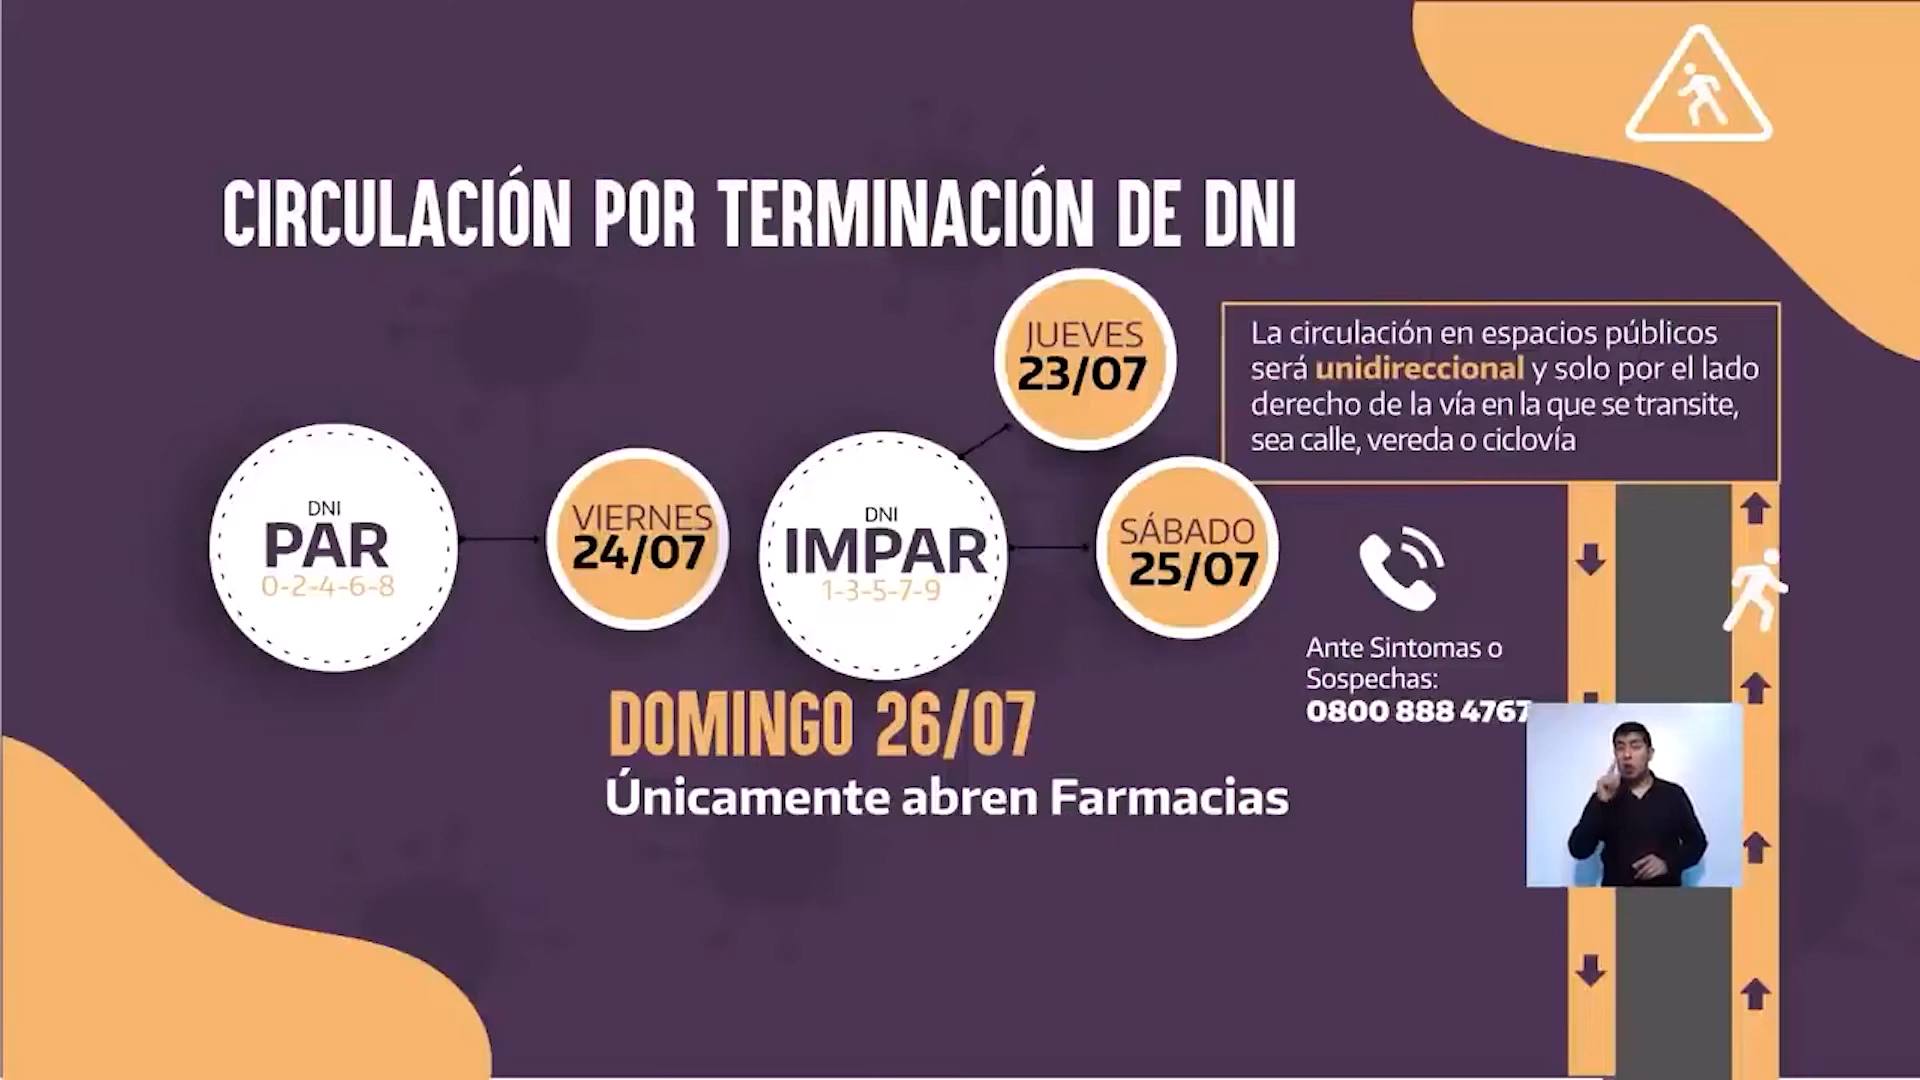 CIRCULACIÓN POR TERMINACIÓN DE DNI
DNI
PAR
0-2-4-6-8
VIERNES
24/07
DNI
IMPAR
1-3-5-7-9
JUEVES
23/07
SÁBADO
25/07
DOMINGO 26/07
Únicamente abren Farmacias
La circulación en espacios públicos
será unidireccional y solo por el lado
derecho de la vía en la que se transite,
sea calle, vereda o ciclovía
Ante Sintomas o
Sospechas:
0800 888 4767